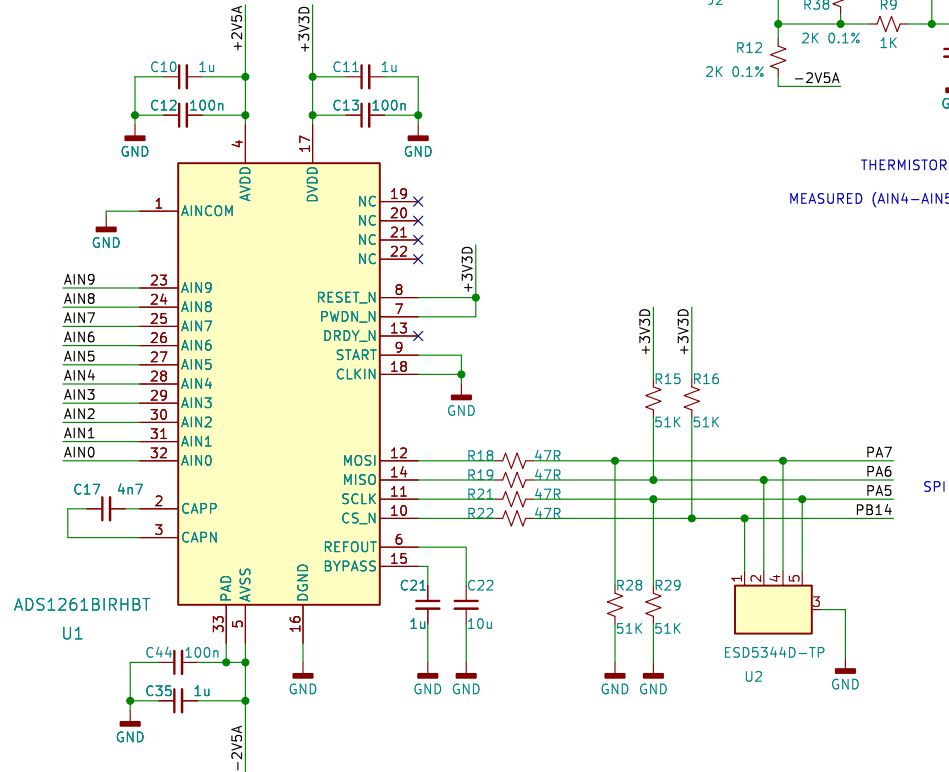 +2V5A
+3V3D
R38
R9
2K 0.1%
1K
R12
2K 0.1%
-2V5A
C10 1u
C12 100n
GND
C11 1u
C13 100n
GND
4
17
AVDD
DVDD
THERMISTOR
MEASURED (AIN4-AIN5
1 AINCOM
GND
NC 19
NC 20
NC 21
NC 22
+3V3D
AIN9 23 AIN9
AIN8 24 AIN8
AIN7 25 AIN7
AIN6 26 AIN6
AIN5 27 AIN5
AIN4 28 AIN4
AIN3 29 AIN3
AIN2 30 AIN2
AIN1 31 AIN1
AIN0 32 AIN0
RESET_N 8
PWDN_N 7
DRDY_N 13
START 9
CLKIN 18
GND
+3V3D
+3V3D
R15
R16
51K
51K
MOSI 12 R18 47R PA7
MISO 14 R19 47R PA6
SCLK 11 R21 47R PA5
CS_N 10 R22 47R PB14
SPI
C17 4n7
2 CAPP
3 CAPN
REFOUT 6
BYPASS 15
C21
1u
C22
10u
GND
GND
R28
51K
R29
51K
GND
GND
1
2
4
5
3
ESD5344D-TP
U2
GND
PAD
AVSS
DGND
33
5
16
GND
ADS1261BIRHBT
U1
C44 100n
C35 1u
GND
-2V5A